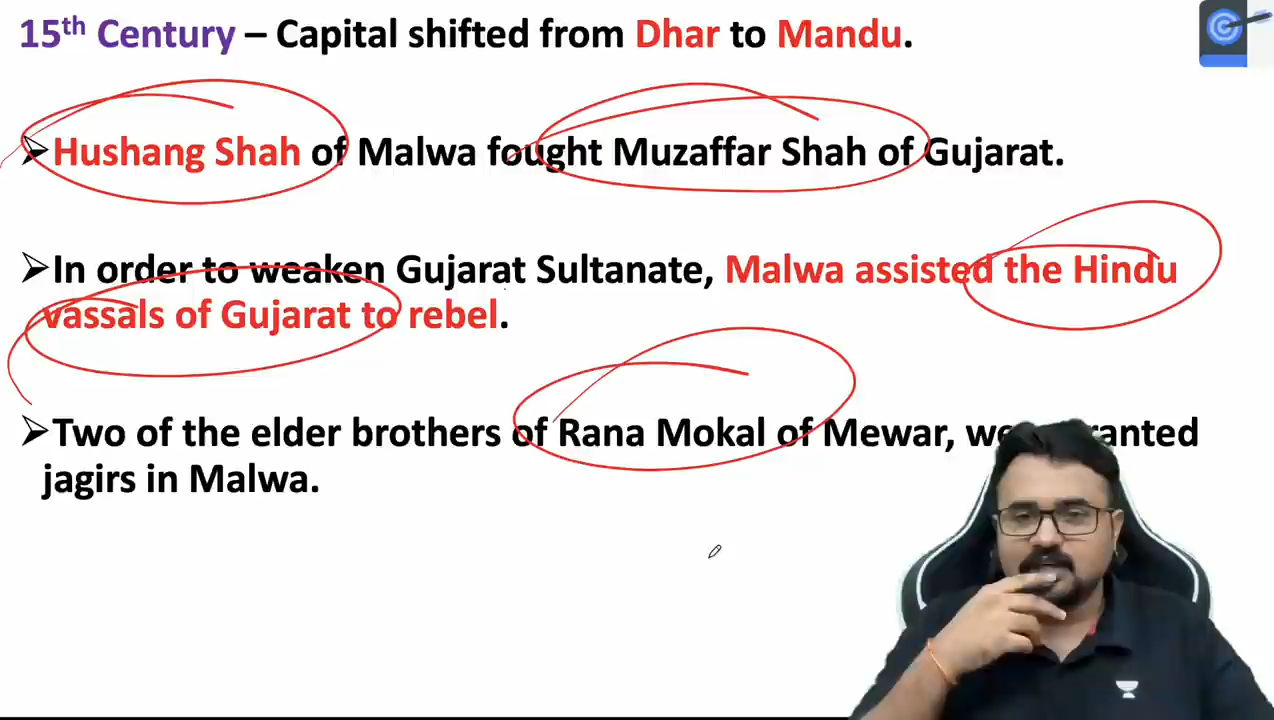 15th Century – Capital shifted from Dhar to Mandu.
➤Hushang Shah of Malwa fought Muzaffar Shah of Gujarat.
➤In order to weaken Gujarat Sultanate, Malwa assisted the Hindu
vassals of Gujarat to rebel.
➤Two of the elder brothers of Rana Mokal of Mewar, we ranted
jagirs in Malwa.